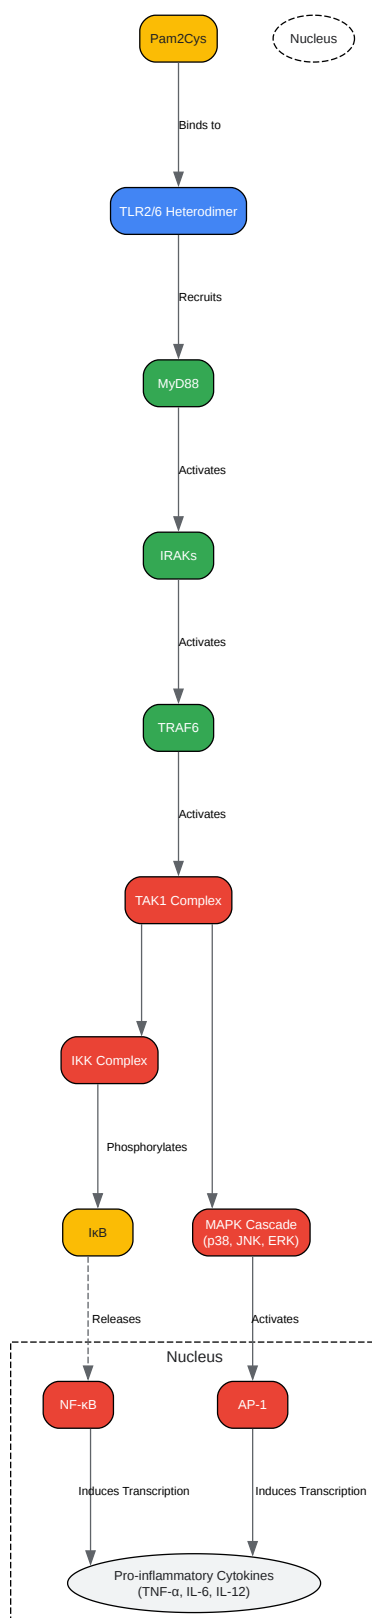 Pam2Cys
Nucleus
Binds to
TLR2/6 Heterodimer
Recruits
MyD88
Activates
IRAKs
Activates
TRAF6
Activates
TAK1 Complex
IKK Complex
Phosphorylates
IκB
MAPK Cascade
(p38, JNK, ERK)
Releases
Activates
Nucleus
NF-κB
AP-1
Induces Transcription
Induces Transcription
Pro-inflammatory Cytokines
(TNF-α, IL-6, IL-12)